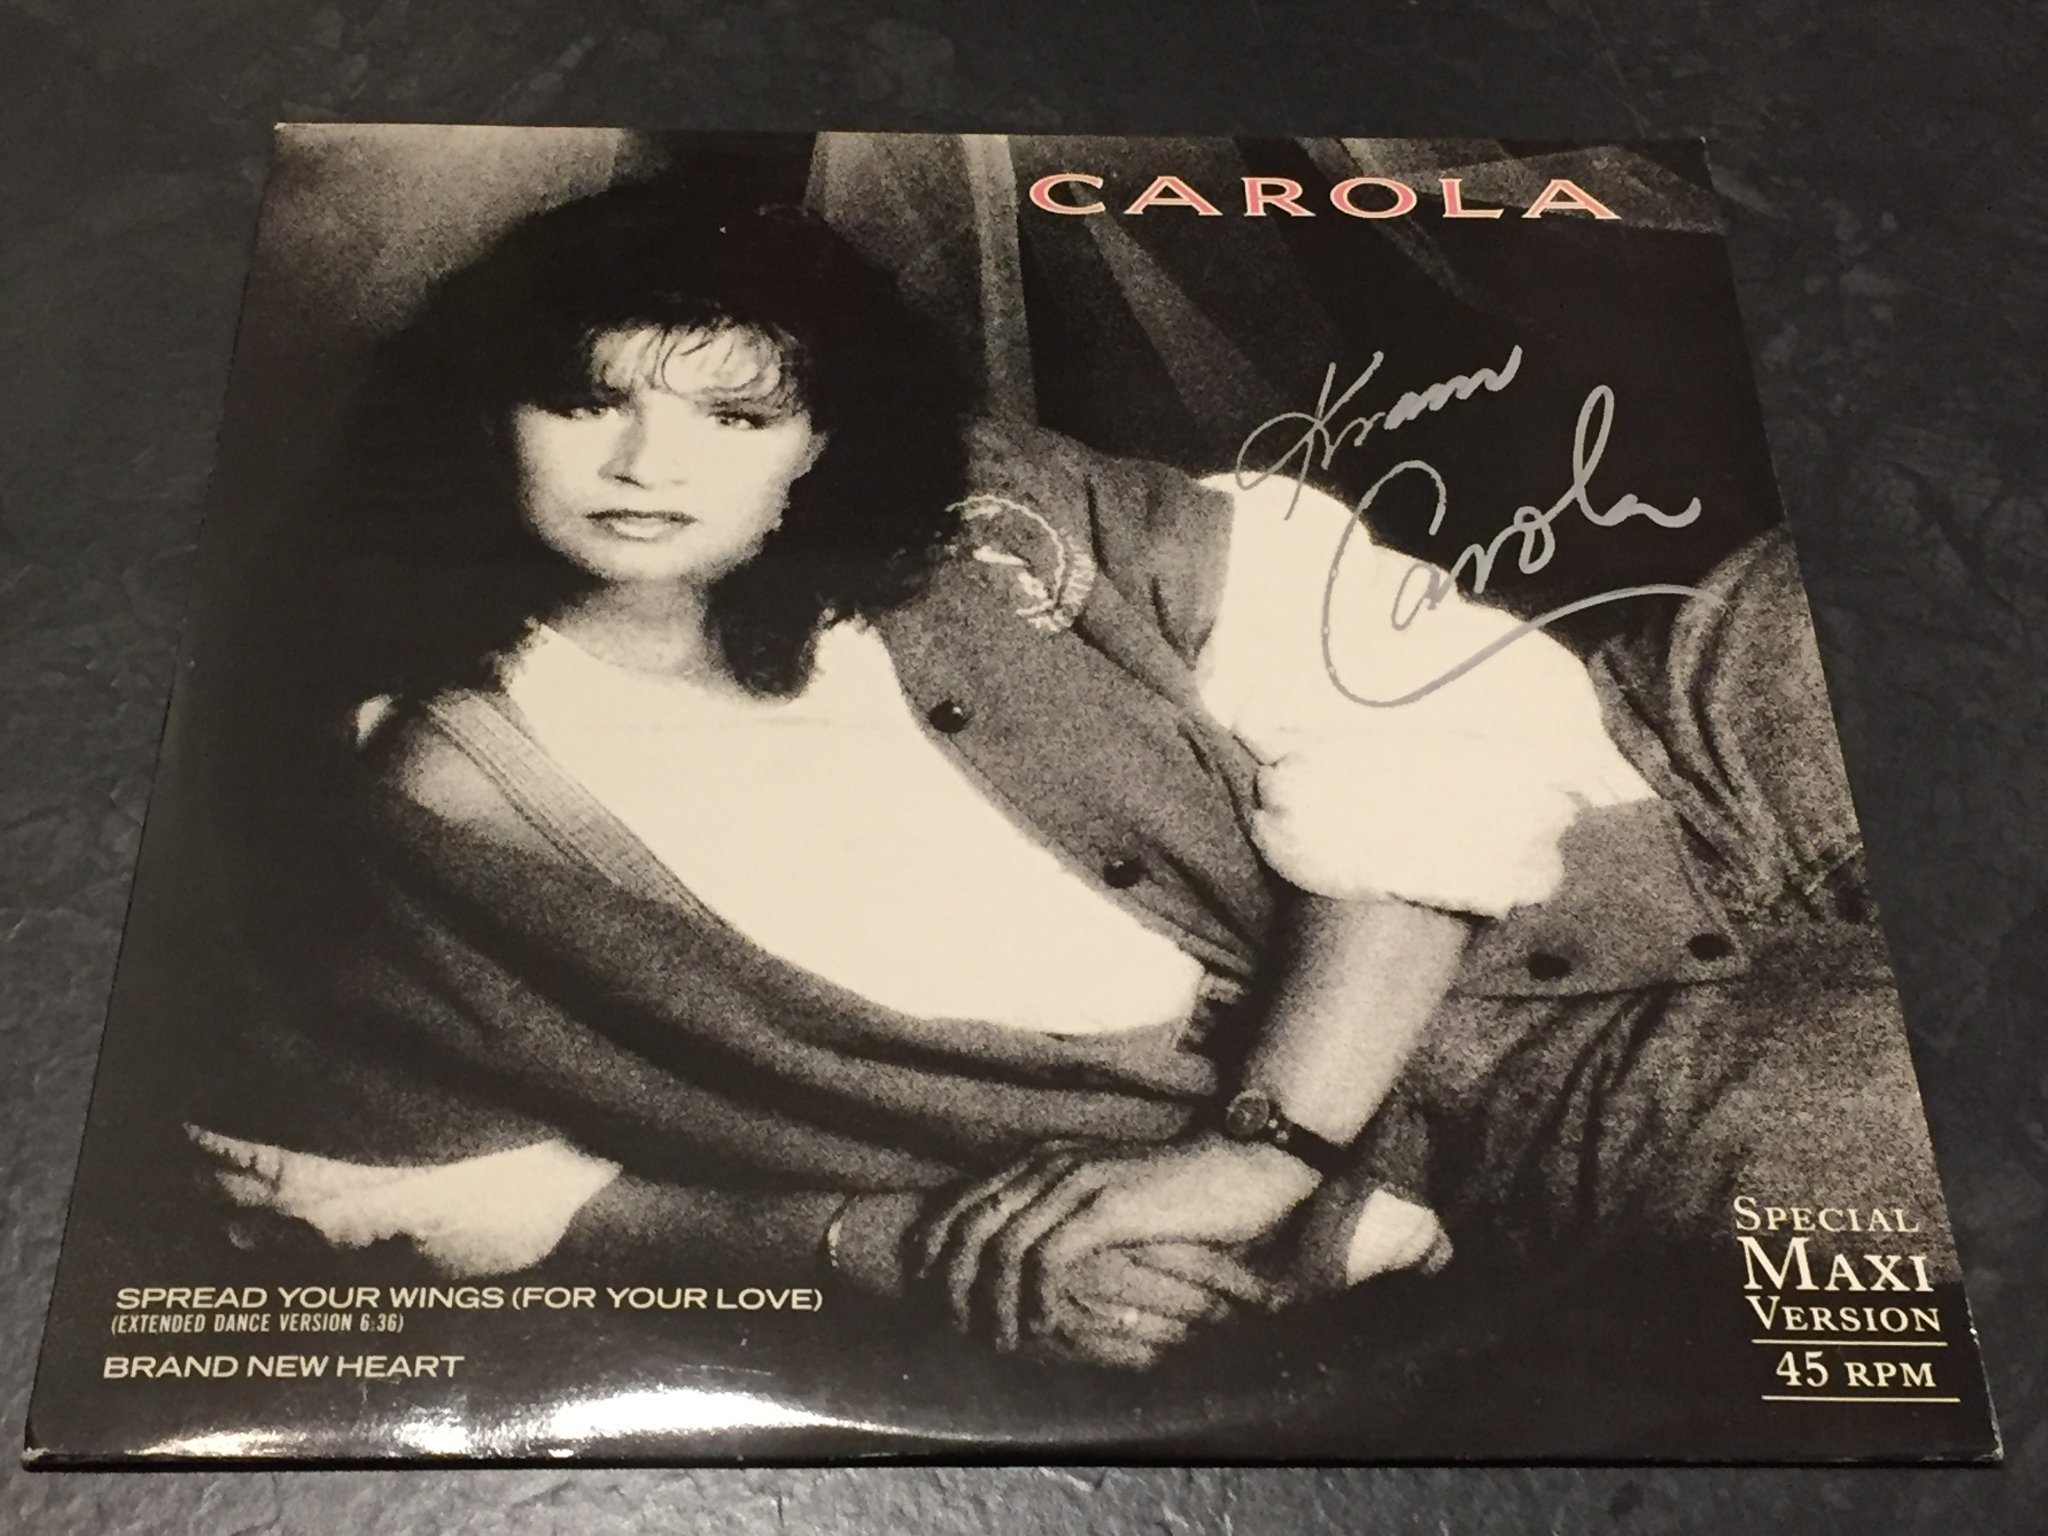 CAROLA
Kram
Carola
SPREAD YOUR WINGS (FOR YOUR LOVE)
(EXTENDED DANCE VERSION 6:36)
BRAND NEW HEART
SPECIAL
MAXI
VERSION
45 RPM